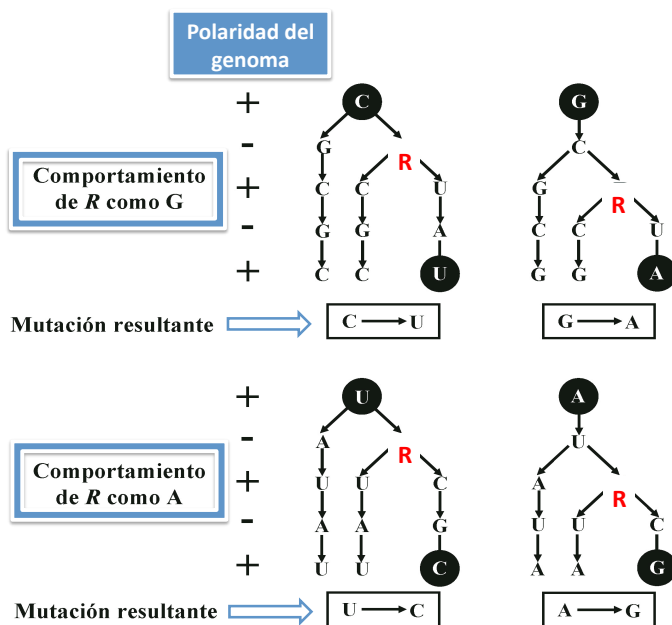 Polaridad del
genoma
+ C G
- G R C
+ C C U G R
- G G A C C U
+ C C U G G A
Comportamiento
de R como G
Mutación resultante
C → U
G → A
+ U A
- A R U
+ U U C A R
- A A G U U C
+ U U C A A G
Comportamiento
de R como A
Mutación resultante
U → C
A → G